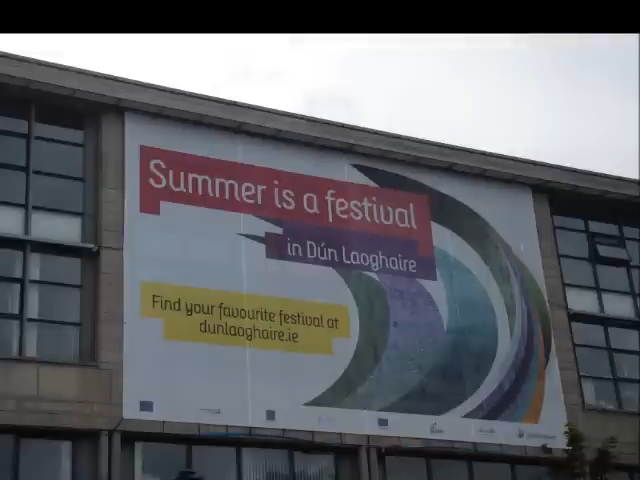 Summer is a festival
in Dún Laoghaire
Find your favourite festival at
dunlaoghaire.ie